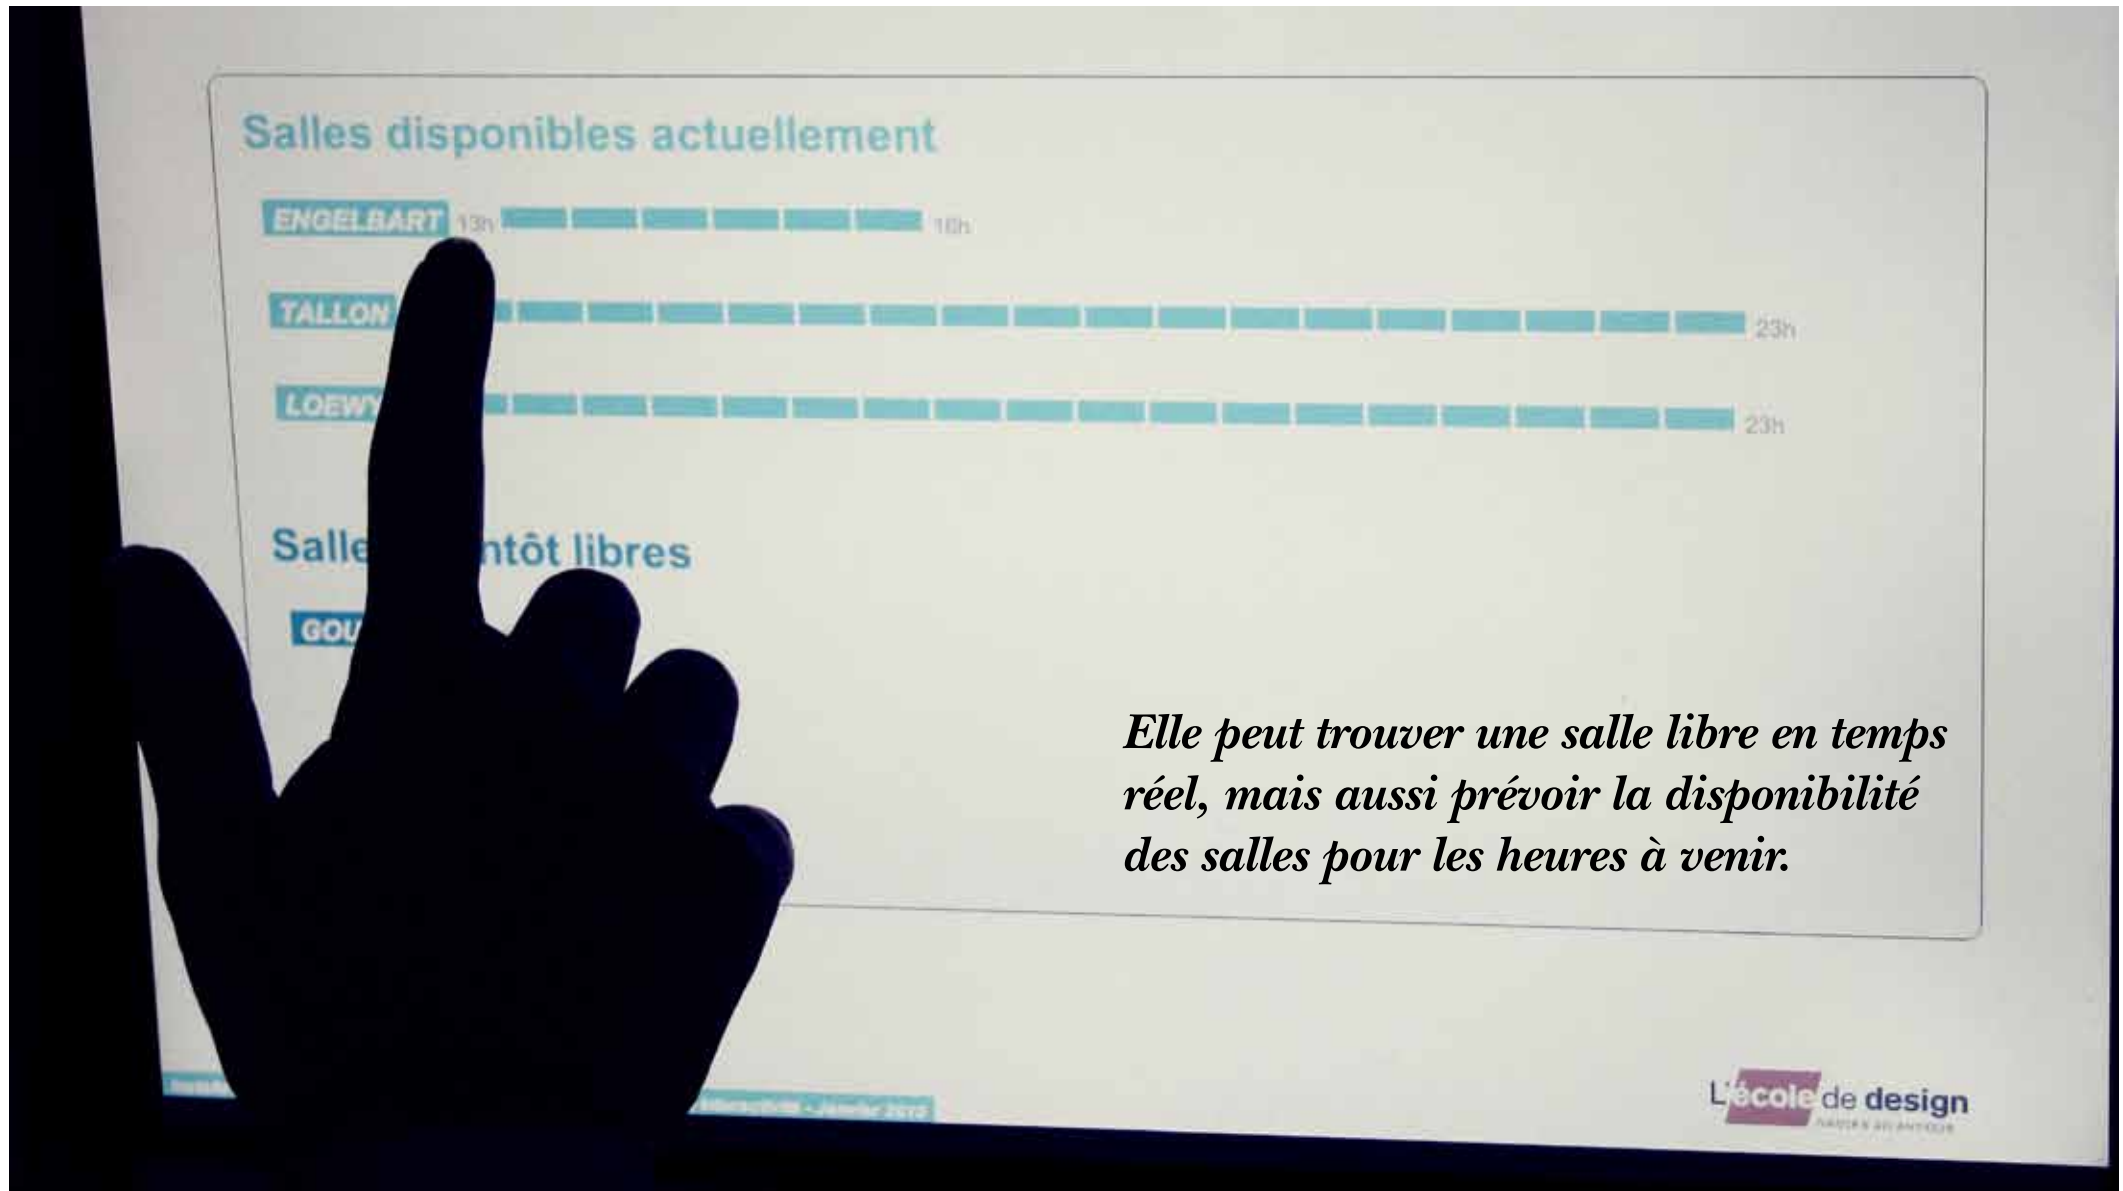 Salles disponibles actuellement
ENGELBART 13h 16h
TALLON 23h
LOEWY 23h
Salle ntôt libres
GOU
Elle peut trouver une salle libre en temps
réel, mais aussi prévoir la disponibilité
des salles pour les heures à venir.
Janvier
L'école de design